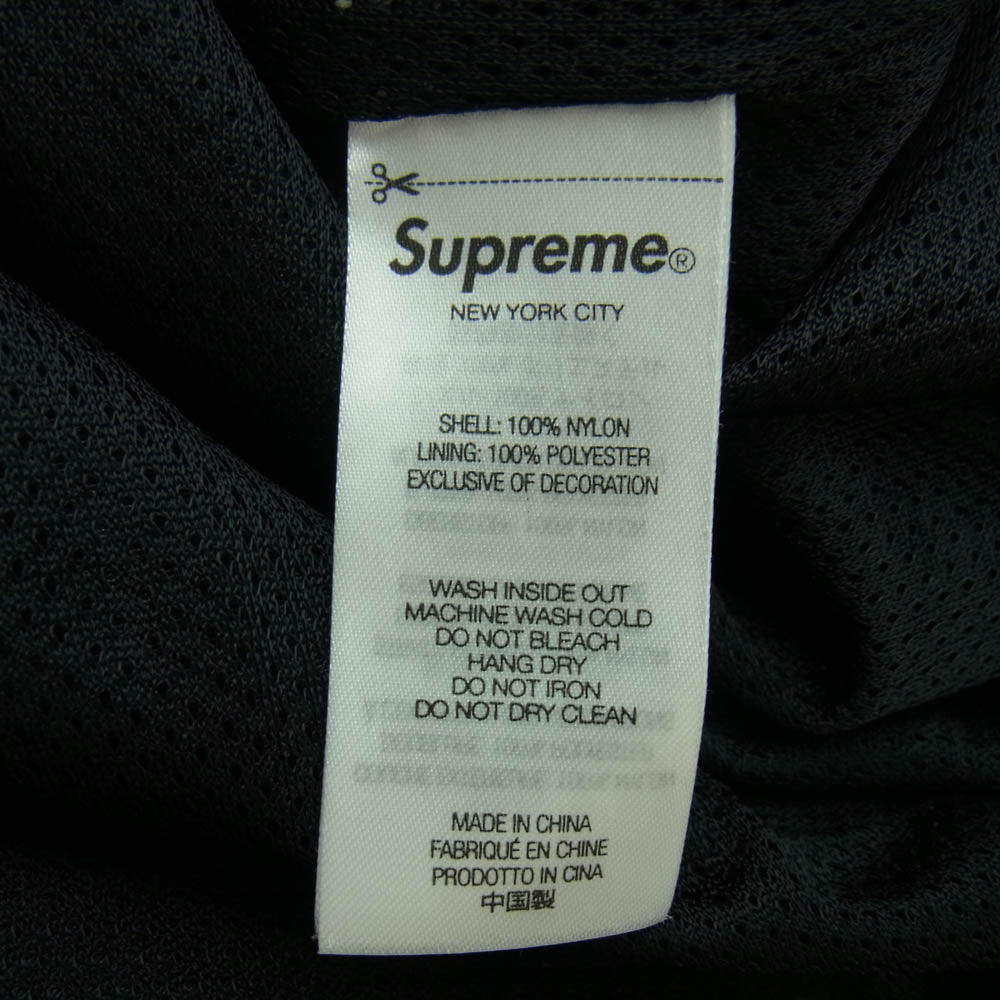 Supreme®
NEW YORK CITY
SHELL: 100% NYLON
LINING: 100% POLYESTER
EXCLUSIVE OF DECORATION
WASH INSIDE OUT
MACHINE WASH COLD
DO NOT BLEACH
HANG DRY
DO NOT IRON
DO NOT DRY CLEAN
MADE IN CHINA
FABRIQUÉ EN CHINE
PRODOTTO IN CINA
中国製